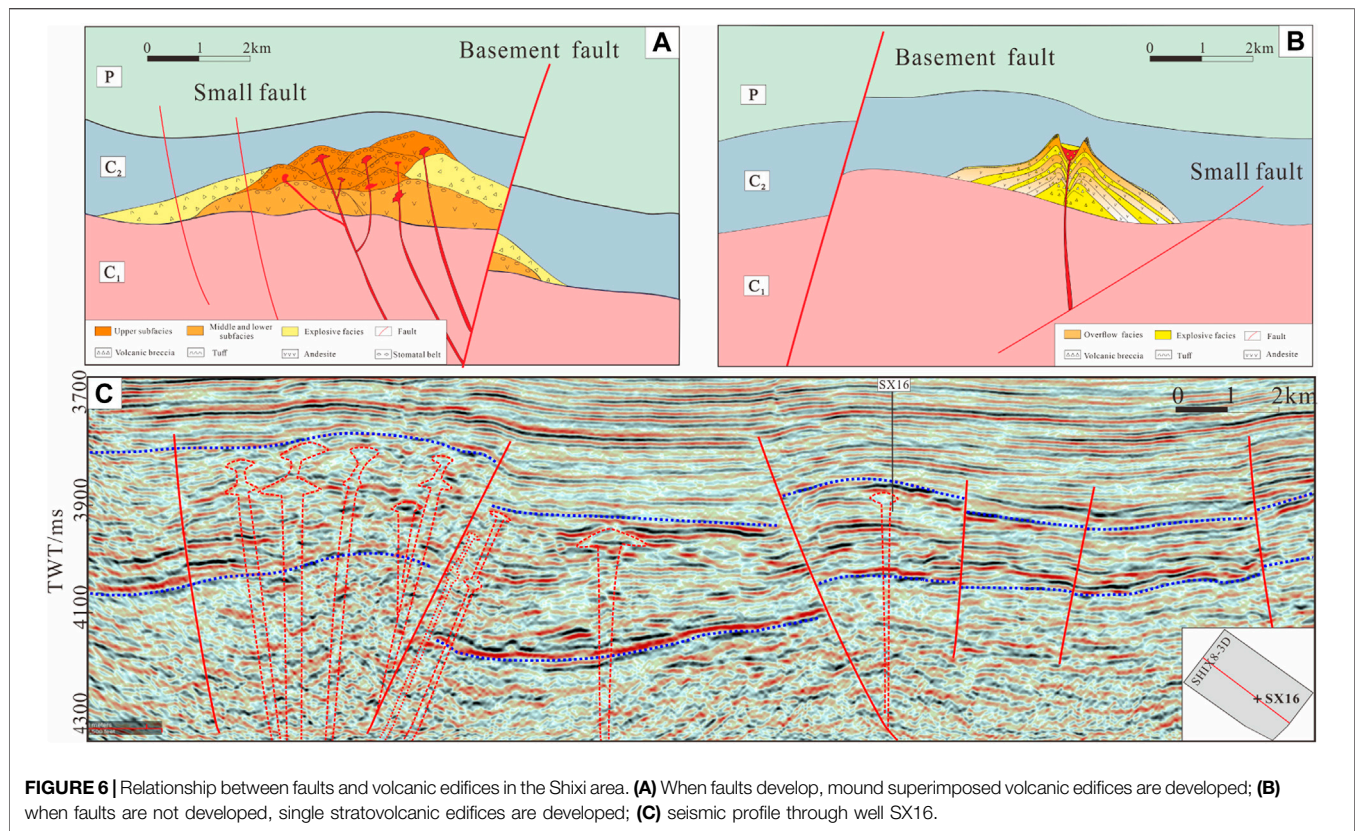 0 1 2km
A
Basement fault
P
Small fault
C₂
C₁
Upper subfacies
Middle and lower subfacies
Explosive facies
Fault
Volcanic breccia
Tuff
Andesite
Stomatal belt
B
0 1 2km
Basement fault
P
C₂
Small fault
C₁
Overflow facies
Explosive facies
Fault
Volcanic breccia
Tuff
Andesite
C
SX16
0 1 2km
TWT/ms
3700
3900
4100
4300
SHIX8-3D
+SX16
FIGURE 6 | Relationship between faults and volcanic edifices in the Shixi area. (A) When faults develop, mound superimposed volcanic edifices are developed; (B)
when faults are not developed, single stratovolcanic edifices are developed; (C) seismic profile through well SX16.